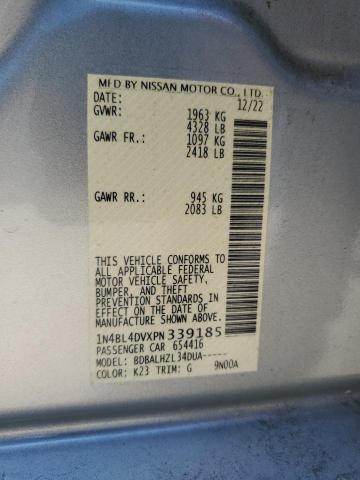 MFD BY NISSAN MOTOR CO., LTD.
DATE: 12/22
GVWR: 1963 KG
4328 LB
GAWR FR.: 1097 KG
2418 LB
GAWR RR.: 945 KG
2083 LB
THIS VEHICLE CONFORMS TO
ALL APPLICABLE FEDERAL
MOTOR VEHICLE SAFETY,
BUMPER, AND THEFT
PREVENTION STANDARDS IN
EFFECT ON THE DATE OF
MANUFACTURE SHOWN ABOVE.
1N4BL4DVXPN339185
PASSENGER CAR 654416
MODEL: BDBALHZL34DUA-----
COLOR: K23 TRIM: G 9N00A